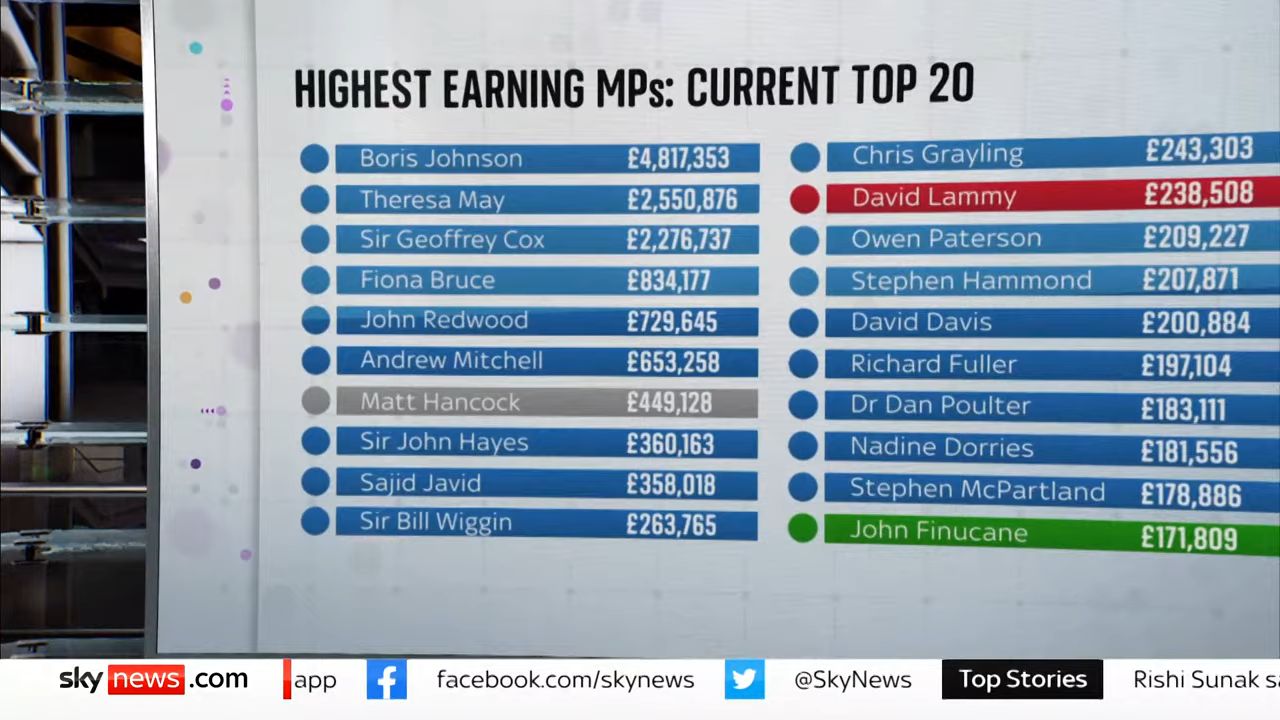 HIGHEST EARNING MPs: CURRENT TOP 20
Boris Johnson £4,817,353
Theresa May £2,550,876
Sir Geoffrey Cox £2,276,737
Fiona Bruce £834,177
John Redwood £729,645
Andrew Mitchell £653,258
Matt Hancock £449,128
Sir John Hayes £360,163
Sajid Javid £358,018
Sir Bill Wiggin £263,765
Chris Grayling £243,303
David Lammy £238,508
Owen Paterson £209,227
Stephen Hammond £207,871
David Davis £200,884
Richard Fuller £197,104
Dr Dan Poulter £183,111
Nadine Dorries £181,556
Stephen McPartland £178,886
John Finucane £171,809
sky news.com app facebook.com/skynews @SkyNews Top Stories Rishi Sunak